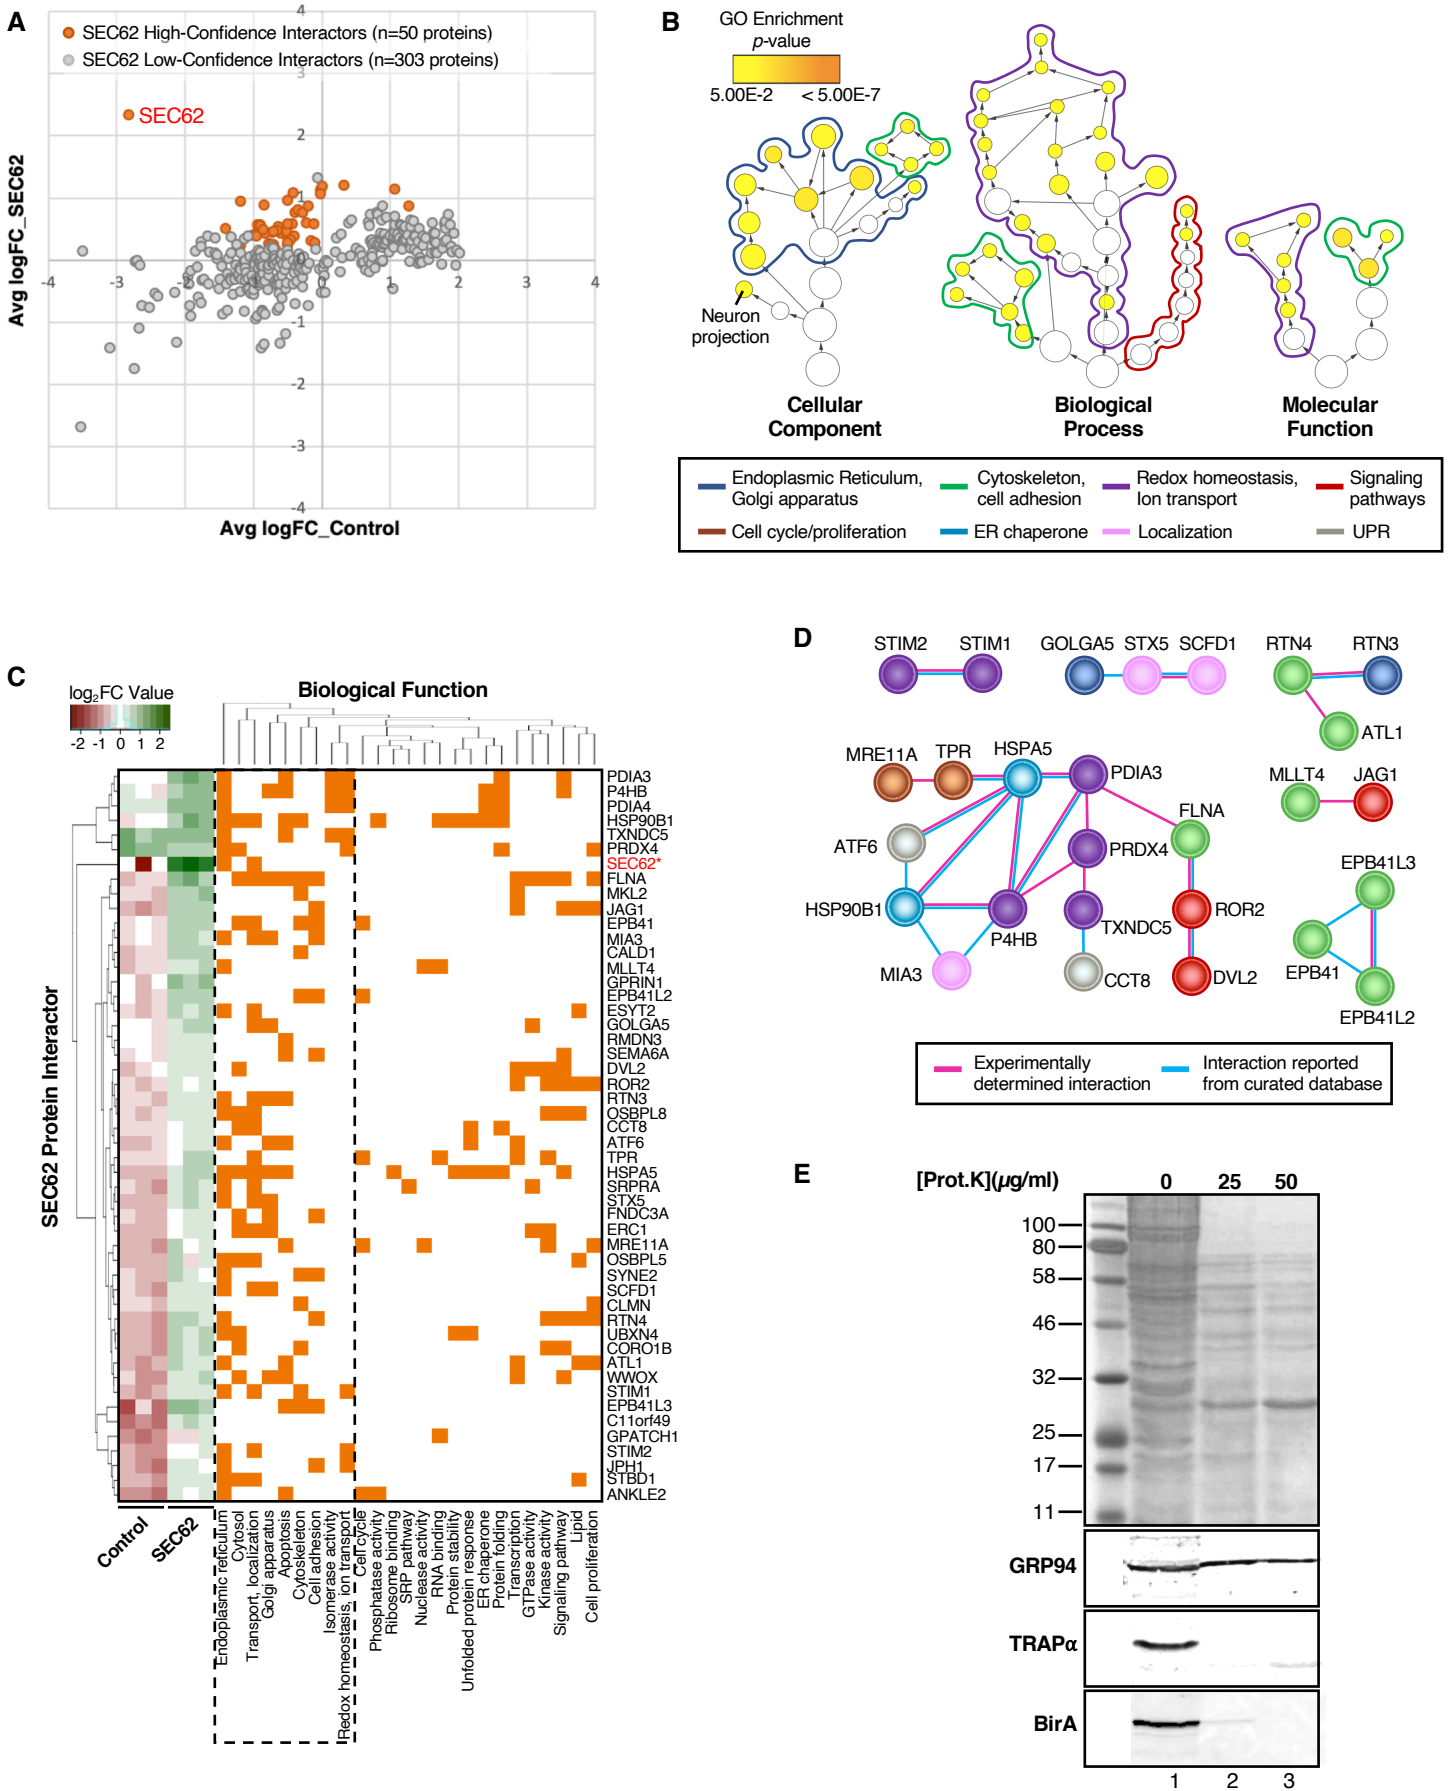 A
SEC62 High-Confidence Interactors (n=50 proteins)
SEC62 Low-Confidence Interactors (n=303 proteins)
SEC62
Avg logFC_SEC62
4
3
2
1
0
-1
-2
-3
-4
-4 -3 -2 -1 0 1 2 3 4
Avg logFC_Control
B
GO Enrichment
p-value
5.00E-2 < 5.00E-7
Neuron
projection
Cellular
Component
Biological
Process
Molecular
Function
Endoplasmic Reticulum,
Golgi apparatus
Cytoskeleton,
cell adhesion
Redox homeostasis,
Ion transport
Signaling
pathways
Cell cycle/proliferation
ER chaperone
Localization
UPR
C
log2FC Value
-2 -1 0 1 2
Biological Function
SEC62 Protein Interactor
PDIA3
P4HB
PDIA4
HSP90B1
TXNDC5
PRDX4
SEC62*
FLNA
MKL2
JAG1
EPB41
MIA3
CALD1
MLLT4
GPRIN1
EPB41L2
ESYT2
GOLGA5
RMDN3
SEMA6A
DVL2
ROR2
RTN3
OSBPL8
CCT8
ATF6
TPR
HSPA5
SRPRA
STX5
FNDC3A
ERC1
MRE11A
OSBPL5
SYNE2
SCFD1
CLMN
RTN4
UBXN4
CORO1B
ATL1
WWOX
STIM1
EPB41L3
C11orf49
GPATCH1
STIM2
JPH1
STBD1
ANKLE2
Control
SEC62
Endoplasmic reticulum
Cytosol
Transport, localization
Golgi apparatus
Apoptosis
Cytoskeleton
Cell adhesion
Isomerase activity
Redox homeostasis, ion transport
Cell cycle
Phosphatase activity
Ribosome binding
SRP pathway
Nuclease activity
RNA binding
Protein stability
Unfolded protein response
ER chaperone
Protein folding
Transcription
GTPase activity
Kinase activity
Signaling pathway
Lipid
Cell proliferation
D
STIM2 STIM1 GOLGA5 STX5 SCFD1 RTN4 RTN3
ATL1
MRE11A TPR HSPA5 PDIA3
MLLT4 JAG1
FLNA
ATF6
PRDX4
EPB41L3
HSP90B1
P4HB
TXNDC5
ROR2
MIA3
CCT8
DVL2
EPB41
EPB41L2
Experimentally
determined interaction
Interaction reported
from curated database
E
[Prot.K](µg/ml) 0 25 50
100
80
58
46
32
25
17
11
GRP94
TRAPα
BirA
1 2 3